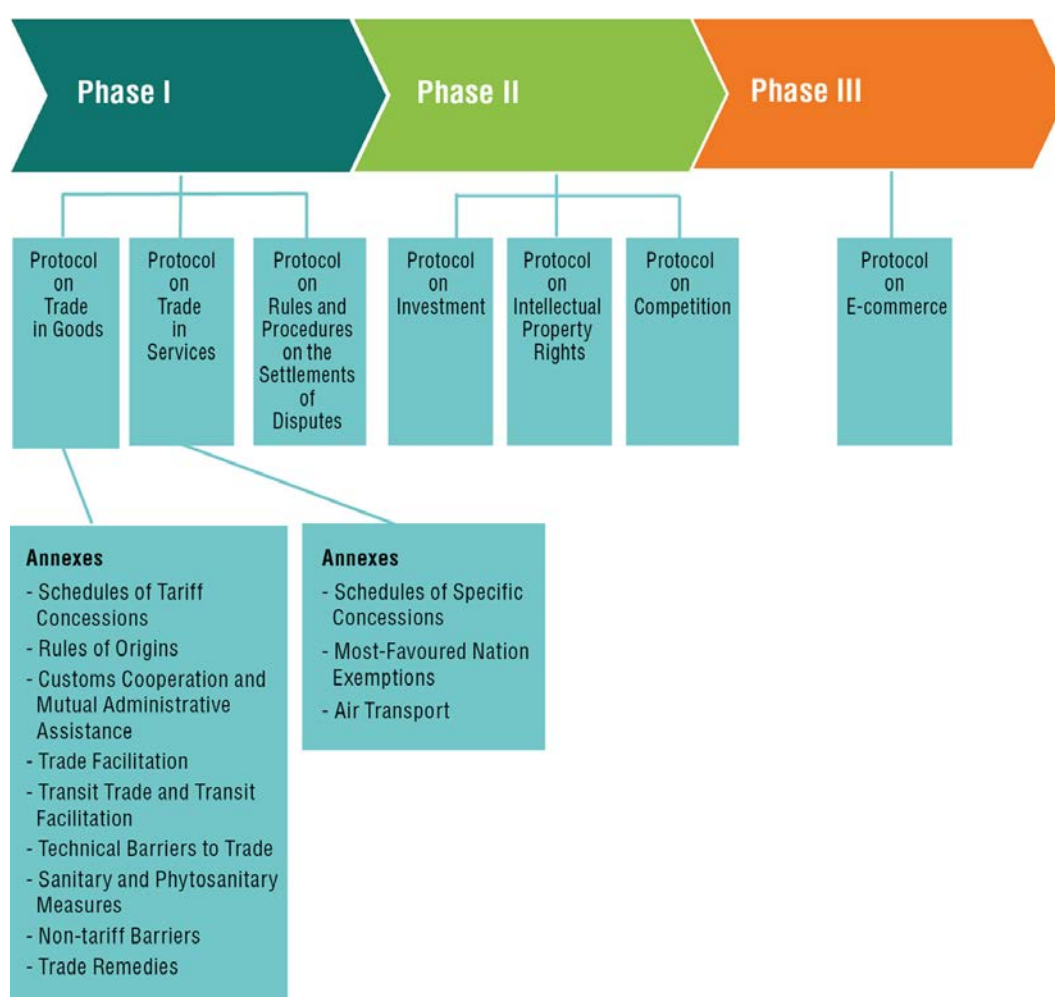 Phase I
Phase II
Phase III
Protocol
on
Trade
in Goods
Protocol
on
Trade
in
Services
Protocol
on
Rules and
Procedures
on the
Settlements
of
Disputes
Protocol
on
Investment
Protocol
on
Intellectual
Property
Rights
Protocol
on
Competition
Protocol
on
E-commerce
Annexes
- Schedules of Tariff
Concessions
- Rules of Origins
- Customs Cooperation and
Mutual Administrative
Assistance
- Trade Facilitation
- Transit Trade and Transit
Facilitation
- Technical Barriers to Trade
- Sanitary and Phytosanitary
Measures
- Non-tariff Barriers
- Trade Remedies
Annexes
- Schedules of Specific
Concessions
- Most-Favoured Nation
Exemptions
- Air Transport